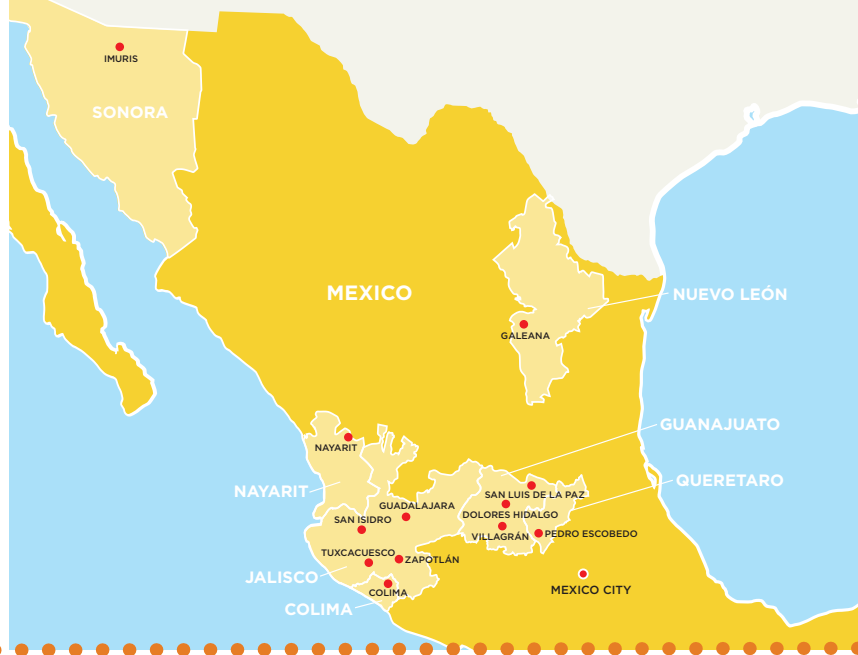 IMURIS
SONORA
MEXICO
NUEVO LEÓN
GALEANA
GUANAJUATO
NAYARIT
QUERETARO
NAYARIT
SAN LUIS DE LA PAZ
GUADALAJARA
DOLORES HIDALGO
SAN ISIDRO
VILLAGRÁN
PEDRO ESCOBEDO
TUXCACUESCO
ZAPOTLÁN
JALISCO
COLIMA
MEXICO CITY
COLIMA